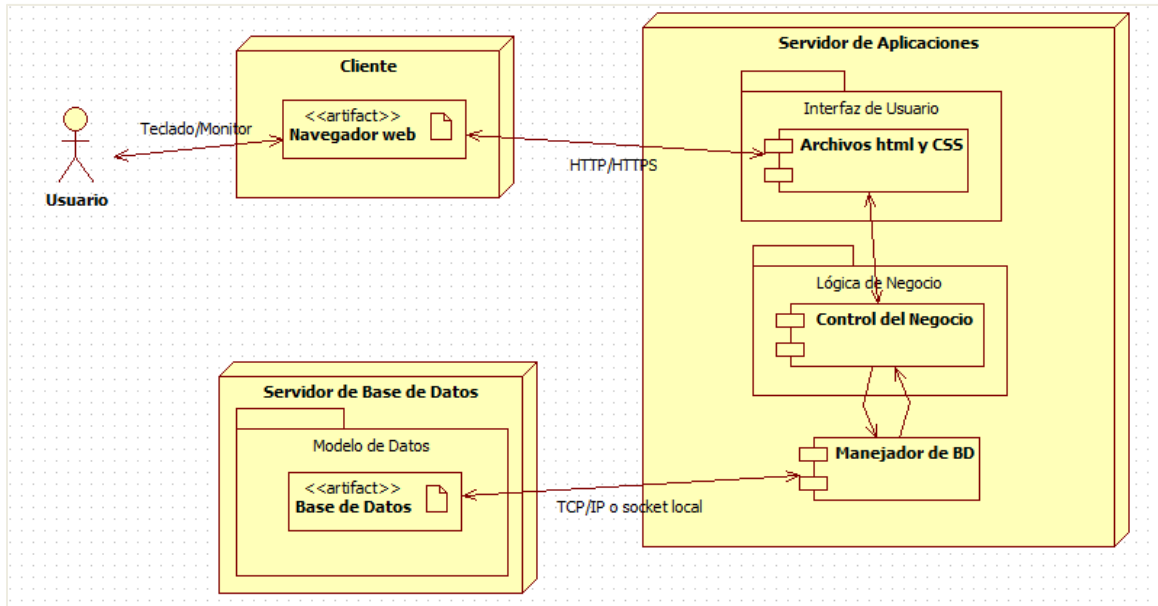 Servidor de Aplicaciones
Cliente
Interfaz de Usuario
<<artifact>>
Navegador web
Archivos html y CSS
Teclado/Monitor
HTTP/HTTPS
Usuario
Lógica de Negocio
Control del Negocio
Servidor de Base de Datos
Modelo de Datos
Manejador de BD
<<artifact>>
Base de Datos
TCP/IP o socket local